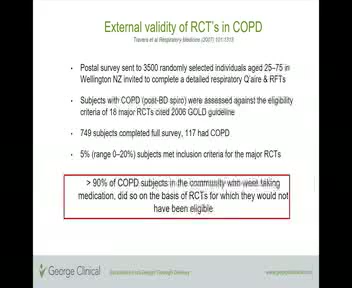 External validity of RCT's in COPD
Travers et al Respiratory Medicine (2007) 101:1313
• Postal survey sent to 3500 randomly selected individuals aged 25–75 in
Wellington NZ invited to complete a detailed respiratory Q'aire & RFTs
• Subjects with COPD (post-BD spiro) were assessed against the eligibility
criteria of 18 major RCTs cited 2006 GOLD guideline
• 749 subjects completed full survey, 117 had COPD
• 5% (range 0–20%) subjects met inclusion criteria for the major RCTs
> 90% of COPD subjects in the community who were taking
medication, did so on the basis of RCTs for which they would not
have been eligible
George Clinical